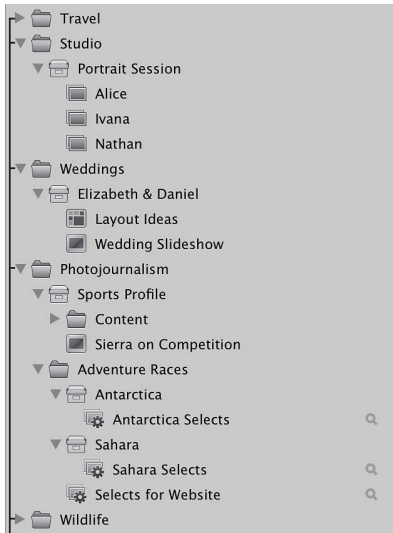 Travel
Studio
Portrait Session
Alice
Ivana
Nathan
Weddings
Elizabeth & Daniel
Layout Ideas
Wedding Slideshow
Photojournalism
Sports Profile
Content
Sierra on Competition
Adventure Races
Antarctica
Antarctica Selects
Sahara
Sahara Selects
Selects for Website
Wildlife